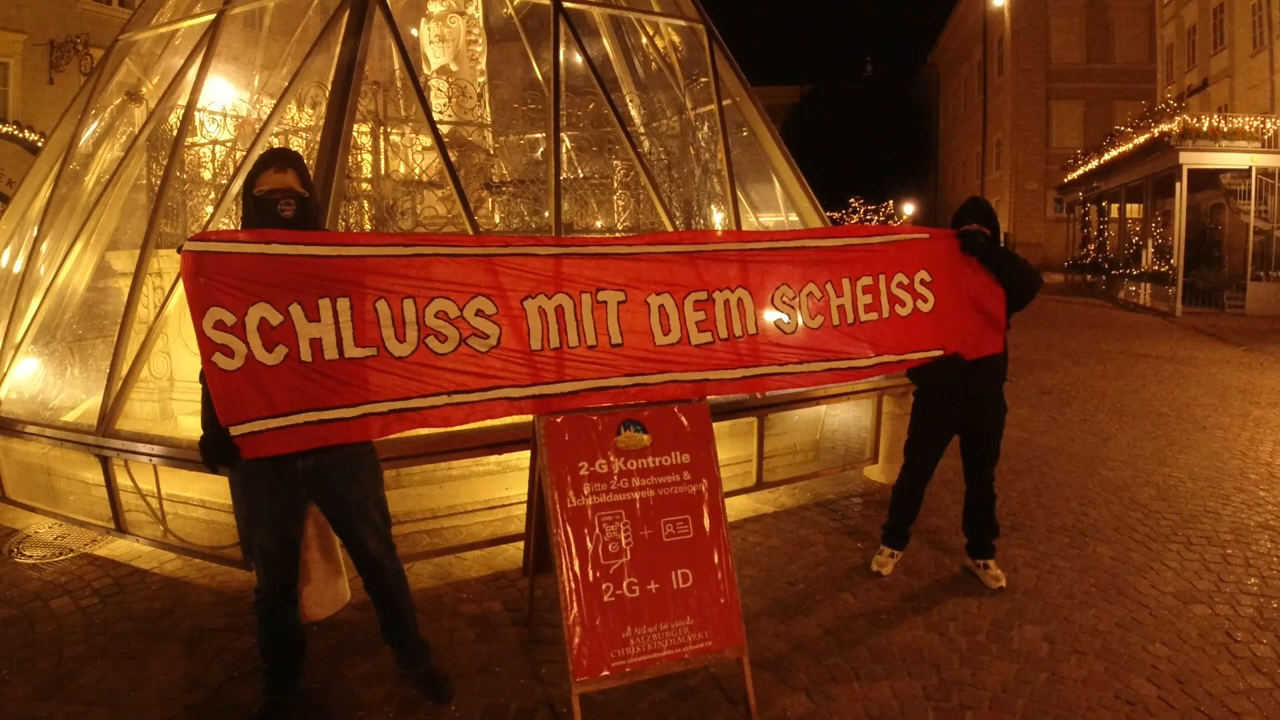 SCHLUSS MIT DEM SCHEISS
2-G Kontrolle
Bitte 2-G Nachweis &
Lichtbildausweis vorzeigen
2-G + ID
SALZBURGER
CHRISTKINDLMARKT